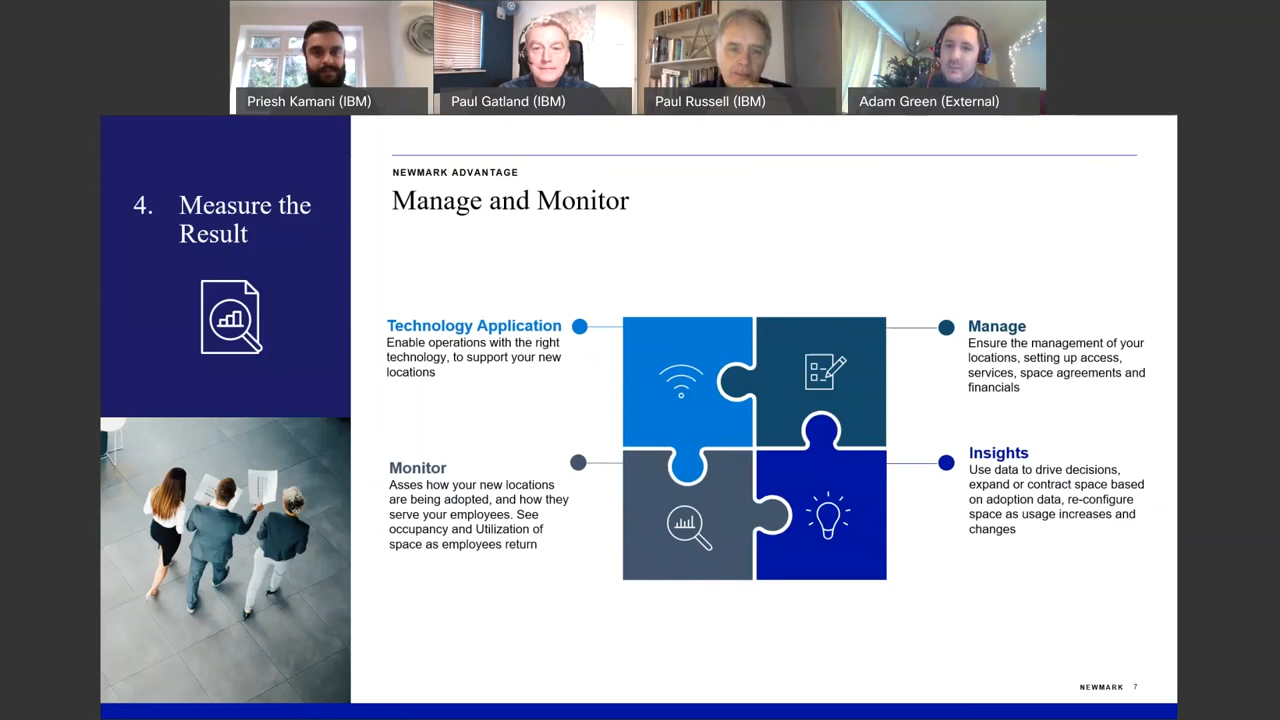 Priesh Kamani (IBM)
Paul Gatland (IBM)
Paul Russell (IBM)
Adam Green (External)
4. Measure the
Result
NEWMARK ADVANTAGE
Manage and Monitor
Technology Application
Enable operations with the right
technology, to support your new
locations
Manage
Ensure the management of your
locations, setting up access,
services, space agreements and
financials
Monitor
Asses how your new locations
are being adopted, and how they
serve your employees. See
occupancy and Utilization of
space as employees return
Insights
Use data to drive decisions,
expand or contract space based
on adoption data, re-configure
space as usage increases and
changes
NEWMARK 7